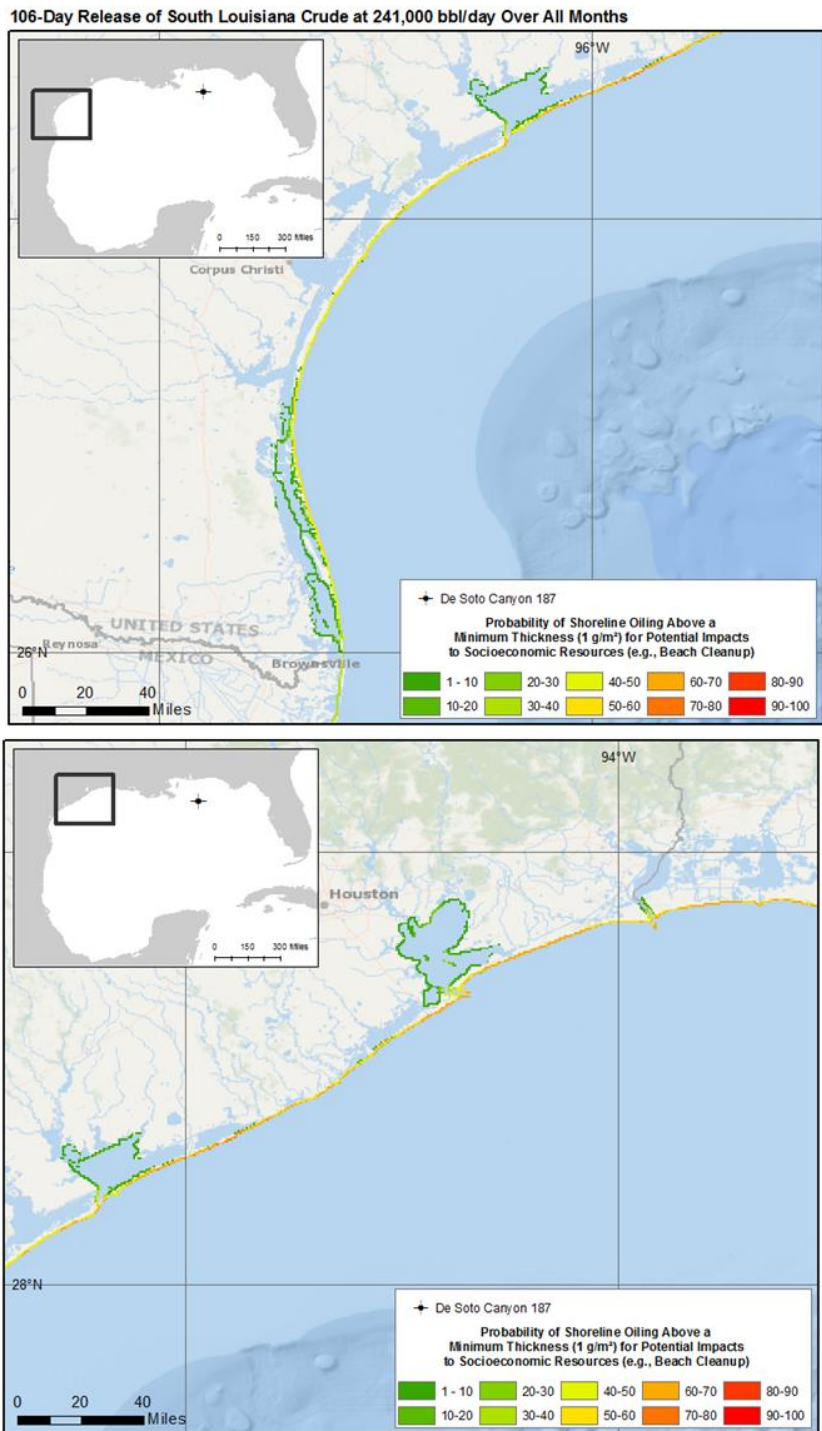 106-Day Release of South Louisiana Crude at 241,000 bbl/day Over All Months
96°W
0 150 300 Miles
Corpus Christi
UNITED STATES
Reynosa
MEXICO
26°N
Brownsville
0 20 40
Miles
De Soto Canyon 187
Probability of Shoreline Oiling Above a
Minimum Thickness (1 g/m²) for Potential Impacts
to Socioeconomic Resources (e.g., Beach Cleanup)
1 - 10 20-30 40-50 60-70 80-90
10-20 30-40 50-60 70-80 90-100
94°W
Houston
0 150 300 Miles
28°N
0 20 40
Miles
De Soto Canyon 187
Probability of Shoreline Oiling Above a
Minimum Thickness (1 g/m²) for Potential Impacts
to Socioeconomic Resources (e.g., Beach Cleanup)
1 - 10 20-30 40-50 60-70 80-90
10-20 30-40 50-60 70-80 90-100